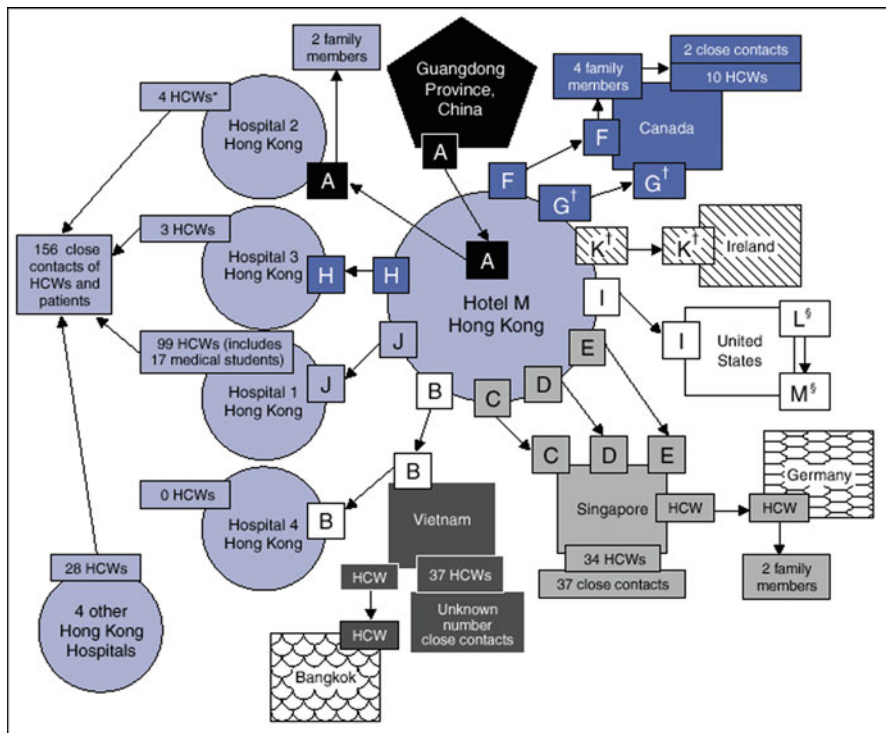 2 family
members
Guangdong
Province,
China
A
4 HCWs*
Hospital 2
Hong Kong
A
2 close contacts
10 HCWs
4 family
members
Canada
F
F
G†
G†
3 HCWs
Hospital 3
Hong Kong
H
H
A
Hotel M
Hong Kong
K†
K†
Ireland
156 close
contacts of
HCWs and
patients
99 HCWs (includes
17 medical students)
J
J
Hospital 1
Hong Kong
I
I
United
States
L§
M§
E
D
C
B
B
C
D
E
Singapore
HCW
HCW
Germany
34 HCWs
37 close contacts
2 family
members
0 HCWs
Hospital 4
Hong Kong
B
Vietnam
HCW
37 HCWs
Unknown
number
close contacts
HCW
Bangkok
28 HCWs
4 other
Hong Kong
Hospitals